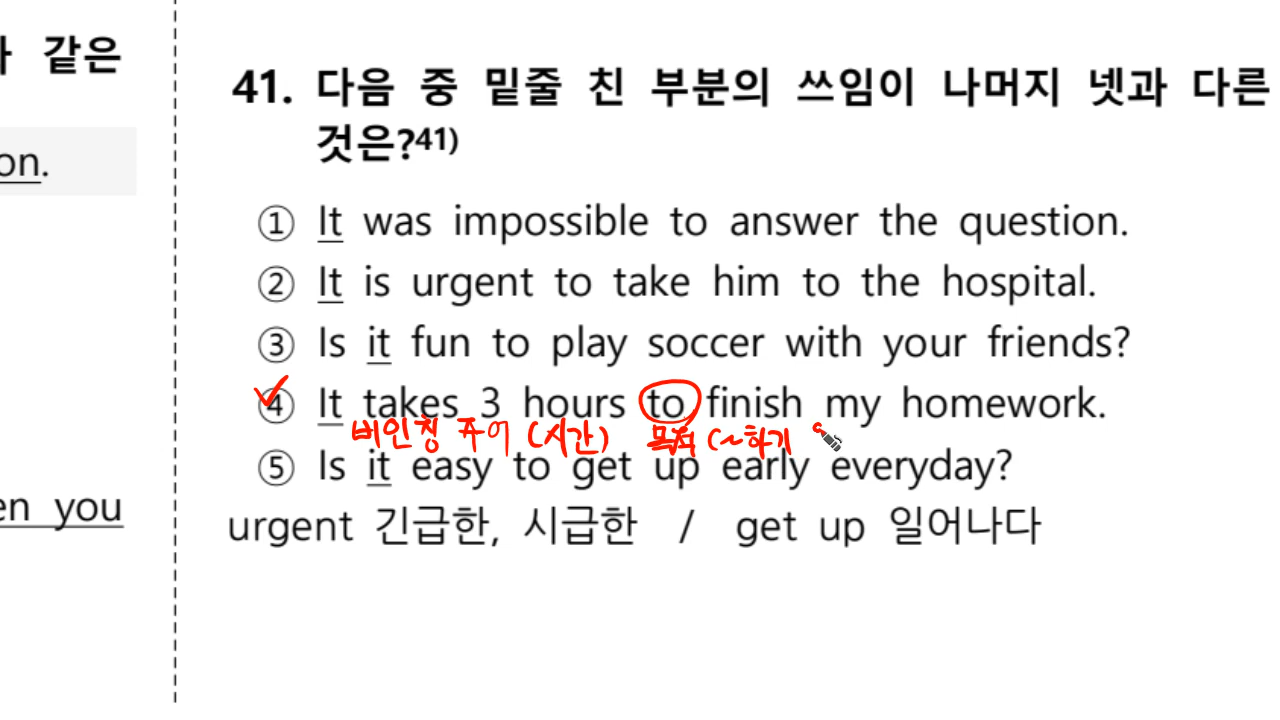 같은
on.
en you
41. 다음 중 밑줄 친 부분의 쓰임이 나머지 넷과 다른
것은?41)
① It was impossible to answer the question.
② It is urgent to take him to the hospital.
③ Is it fun to play soccer with your friends?
④ It takes 3 hours to finish my homework.
비인칭 주어 (시간) 목적 (~하기
⑤ Is it easy to get up early everyday?
urgent 긴급한, 시급한 / get up 일어나다